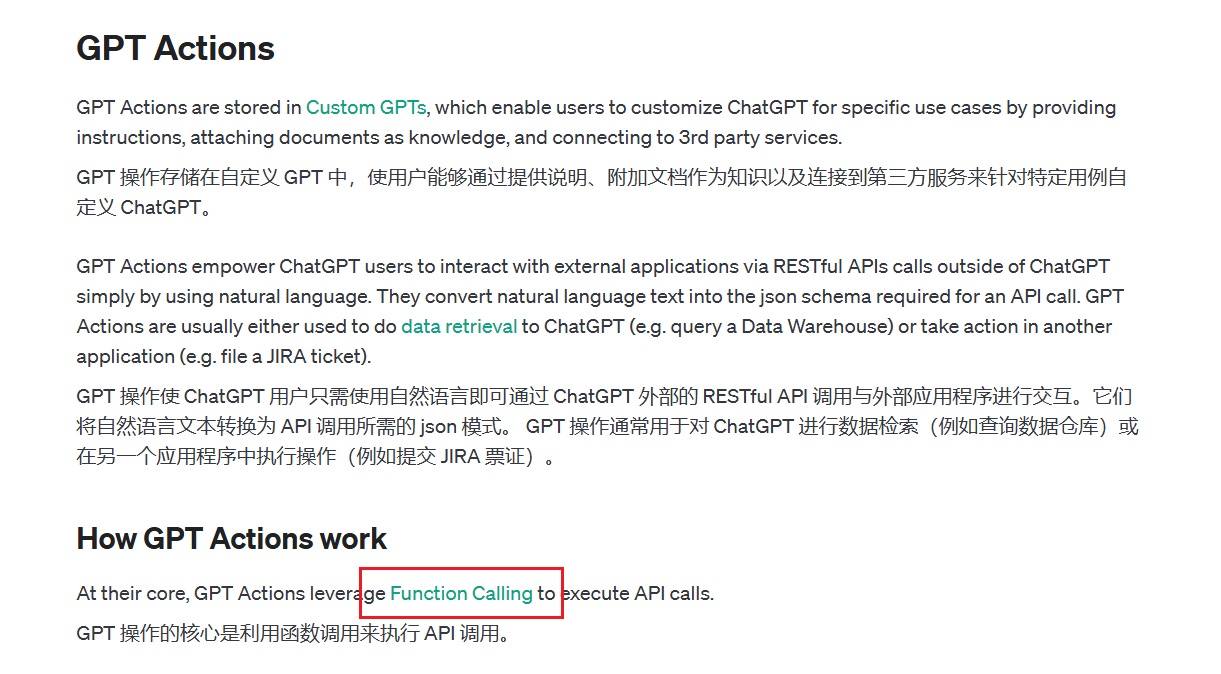 GPT Actions
GPT Actions are stored in Custom GPTs, which enable users to customize ChatGPT for specific use cases by providing
instructions, attaching documents as knowledge, and connecting to 3rd party services.
GPT 操作存储在自定义 GPT 中，使用户能够通过提供说明、附加文档作为知识以及连接到第三方服务来针对特定用例自
定义 ChatGPT。
GPT Actions empower ChatGPT users to interact with external applications via RESTful APIs calls outside of ChatGPT
simply by using natural language. They convert natural language text into the json schema required for an API call. GPT
Actions are usually either used to do data retrieval to ChatGPT (e.g. query a Data Warehouse) or take action in another
application (e.g. file a JIRA ticket).
GPT 操作使 ChatGPT 用户只需使用自然语言即可通过 ChatGPT 外部的 RESTful API 调用与外部应用程序进行交互。它们
将自然语言文本转换为 API 调用所需的 json 模式。 GPT 操作通常用于对 ChatGPT 进行数据检索（例如查询数据仓库）或
在另一个应用程序中执行操作（例如提交 JIRA 票证）。
How GPT Actions work
At their core, GPT Actions leverage Function Calling to execute API calls.
GPT 操作的核心是利用函数调用来执行 API 调用。